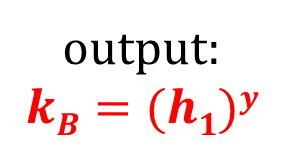 output:
k_B = (h_1)^y